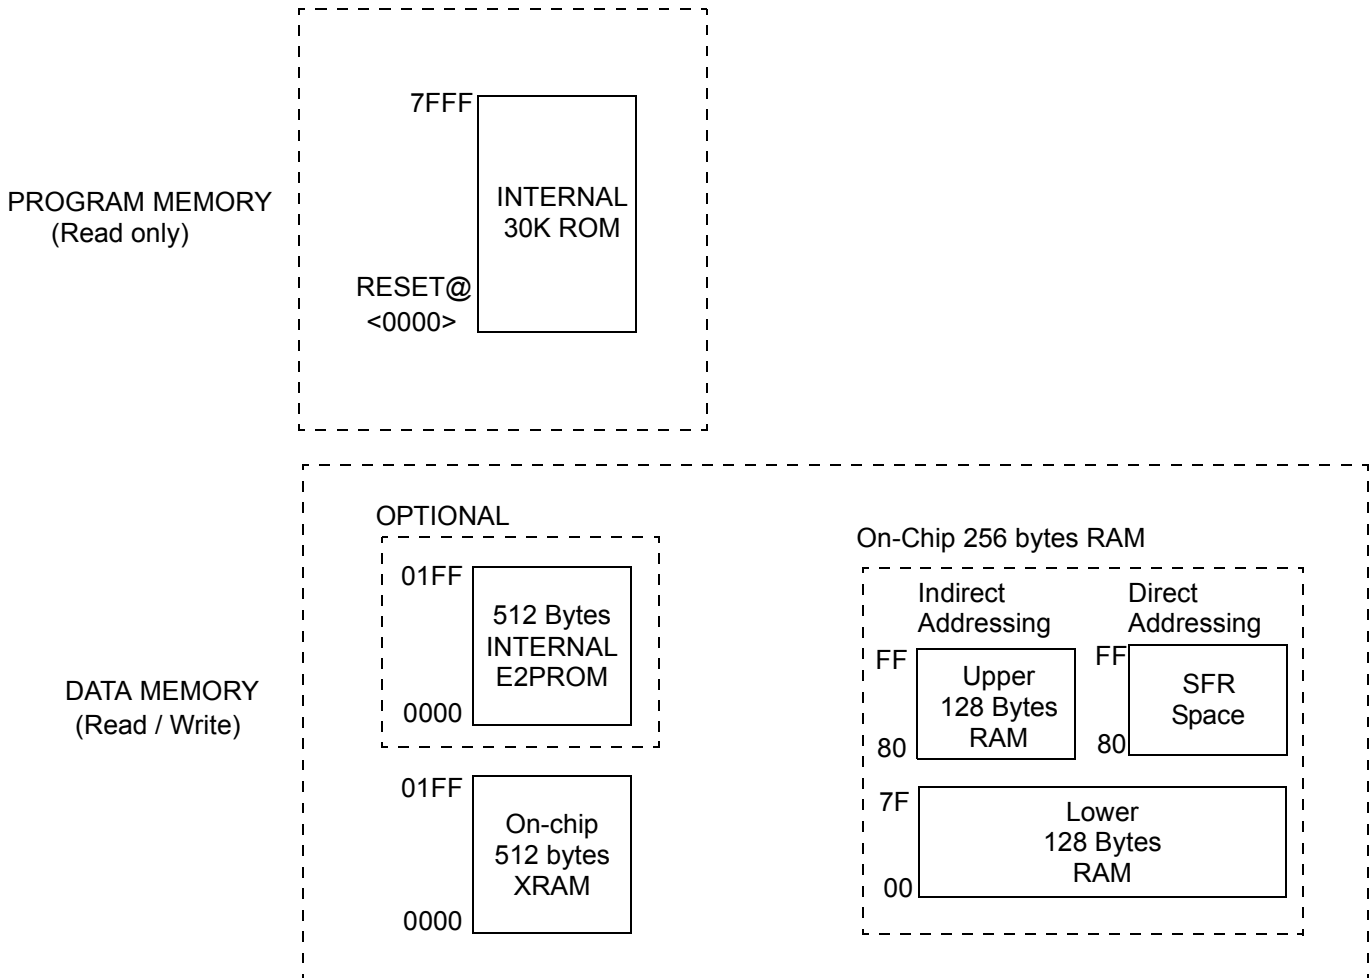 7FFF
INTERNAL
30K ROM
PROGRAM MEMORY
(Read only)
RESET@
<0000>
OPTIONAL
01FF
512 Bytes
INTERNAL
E2PROM
0000
On-Chip 256 bytes RAM
Indirect
Addressing
Direct
Addressing
FF
Upper
128 Bytes
RAM
80
FF
SFR
Space
80
DATA MEMORY
(Read / Write)
01FF
On-chip
512 bytes
XRAM
0000
7F
Lower
128 Bytes
RAM
00